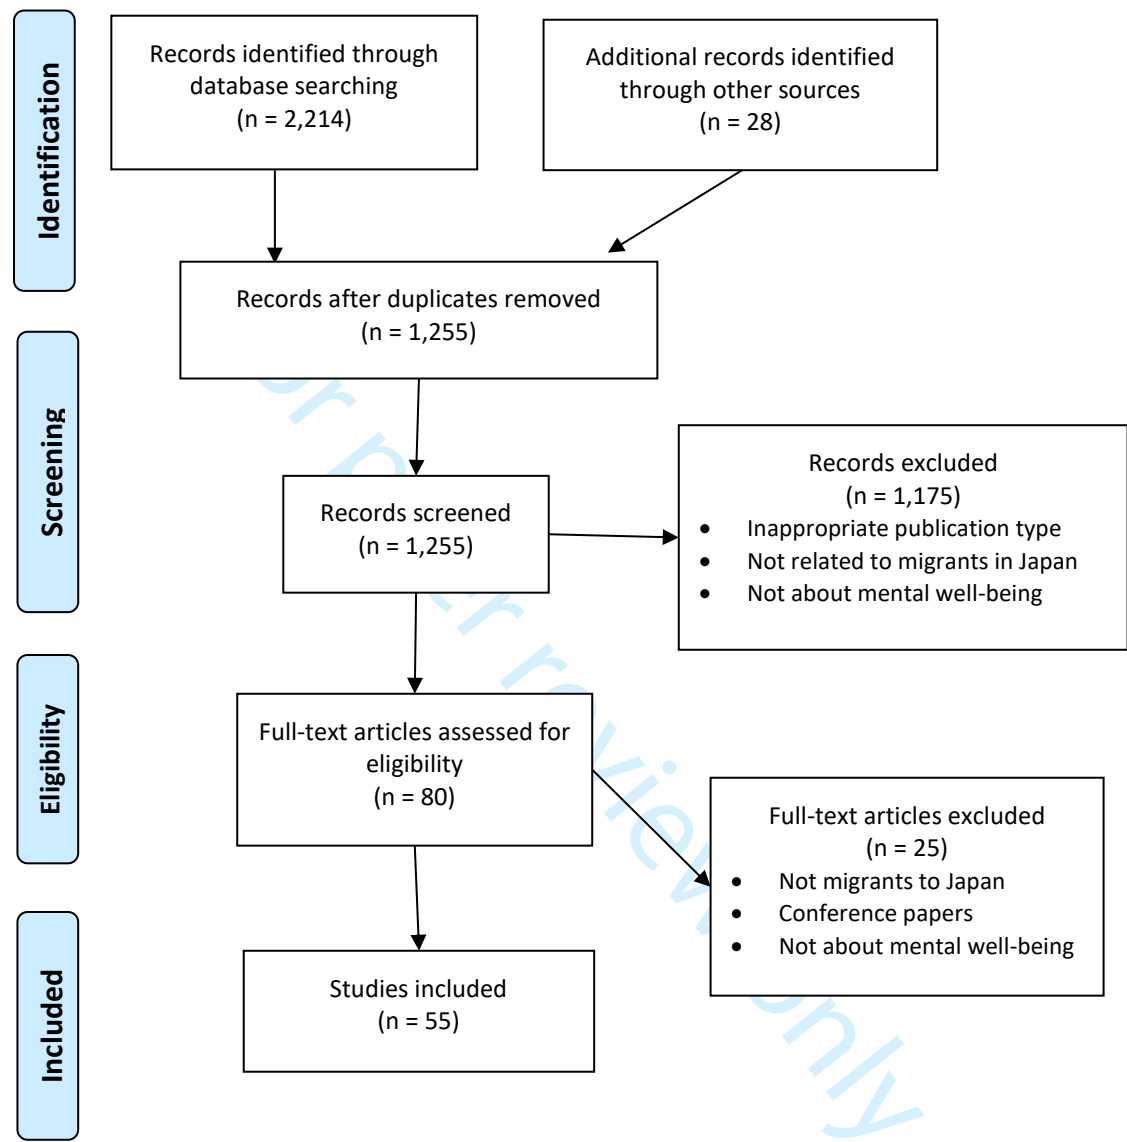 Identification
Records identified through
database searching
(n = 2,214)
Additional records identified
through other sources
(n = 28)
Records after duplicates removed
(n = 1,255)
Screening
Records screened
(n = 1,255)
Records excluded
(n = 1,175)
• Inappropriate publication type
• Not related to migrants in Japan
• Not about mental well-being
Eligibility
Full-text articles assessed for
eligibility
(n = 80)
Full-text articles excluded
(n = 25)
• Not migrants to Japan
• Conference papers
• Not about mental well-being
Included
Studies included
(n = 55)
review only